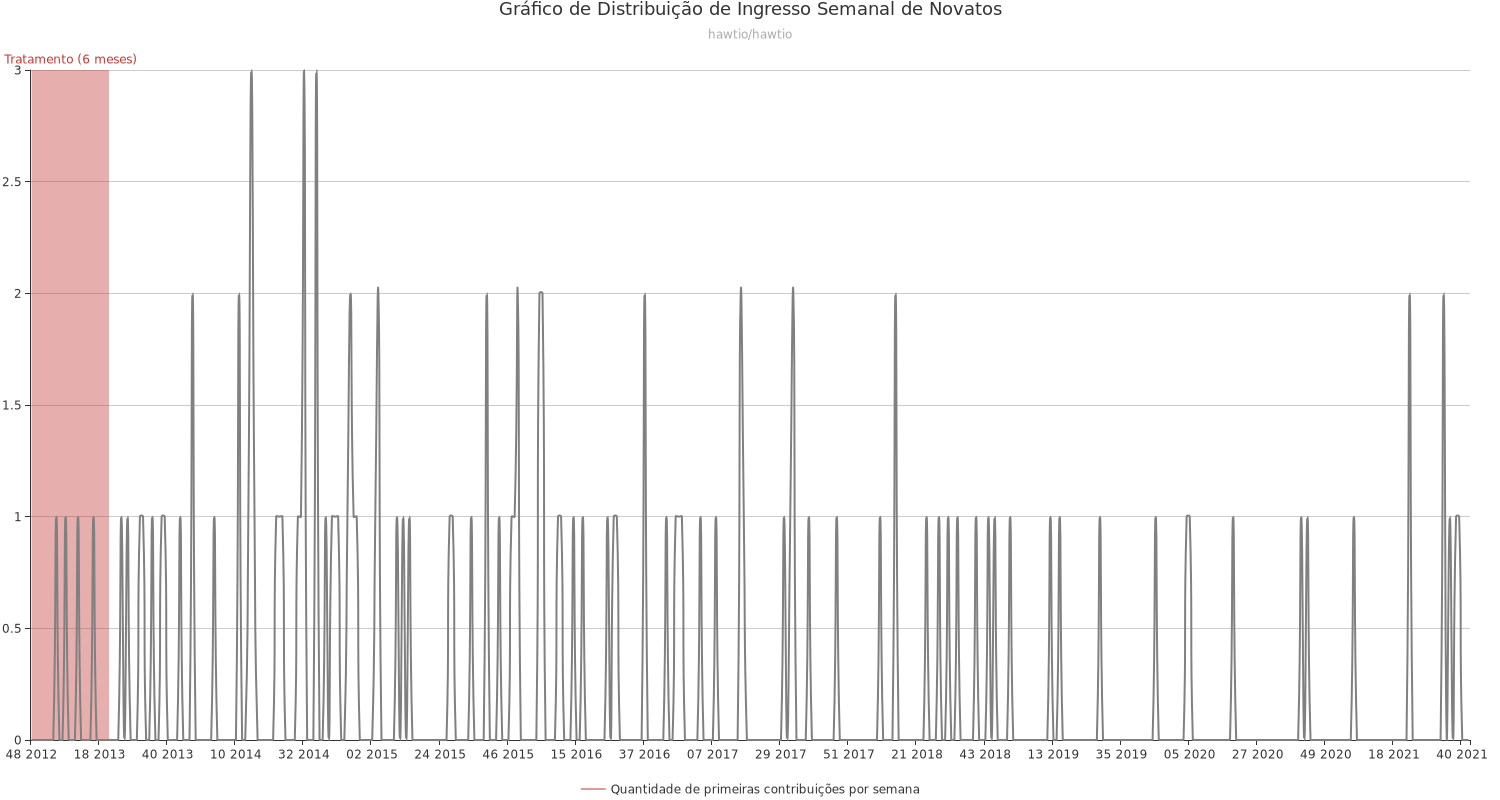 Gráfico de Distribuição de Ingresso Semanal de Novatos
hawtio/hawtio
Tratamento (6 meses)
3
2.5
2
1.5
1
0.5
0
48 2012 18 2013 40 2013 10 2014 32 2014 02 2015 24 2015 46 2015 15 2016 37 2016 07 2017 29 2017 51 2017 21 2018 43 2018 13 2019 35 2019 05 2020 27 2020 49 2020 18 2021 40 2021
Quantidade de primeiras contribuições por semana